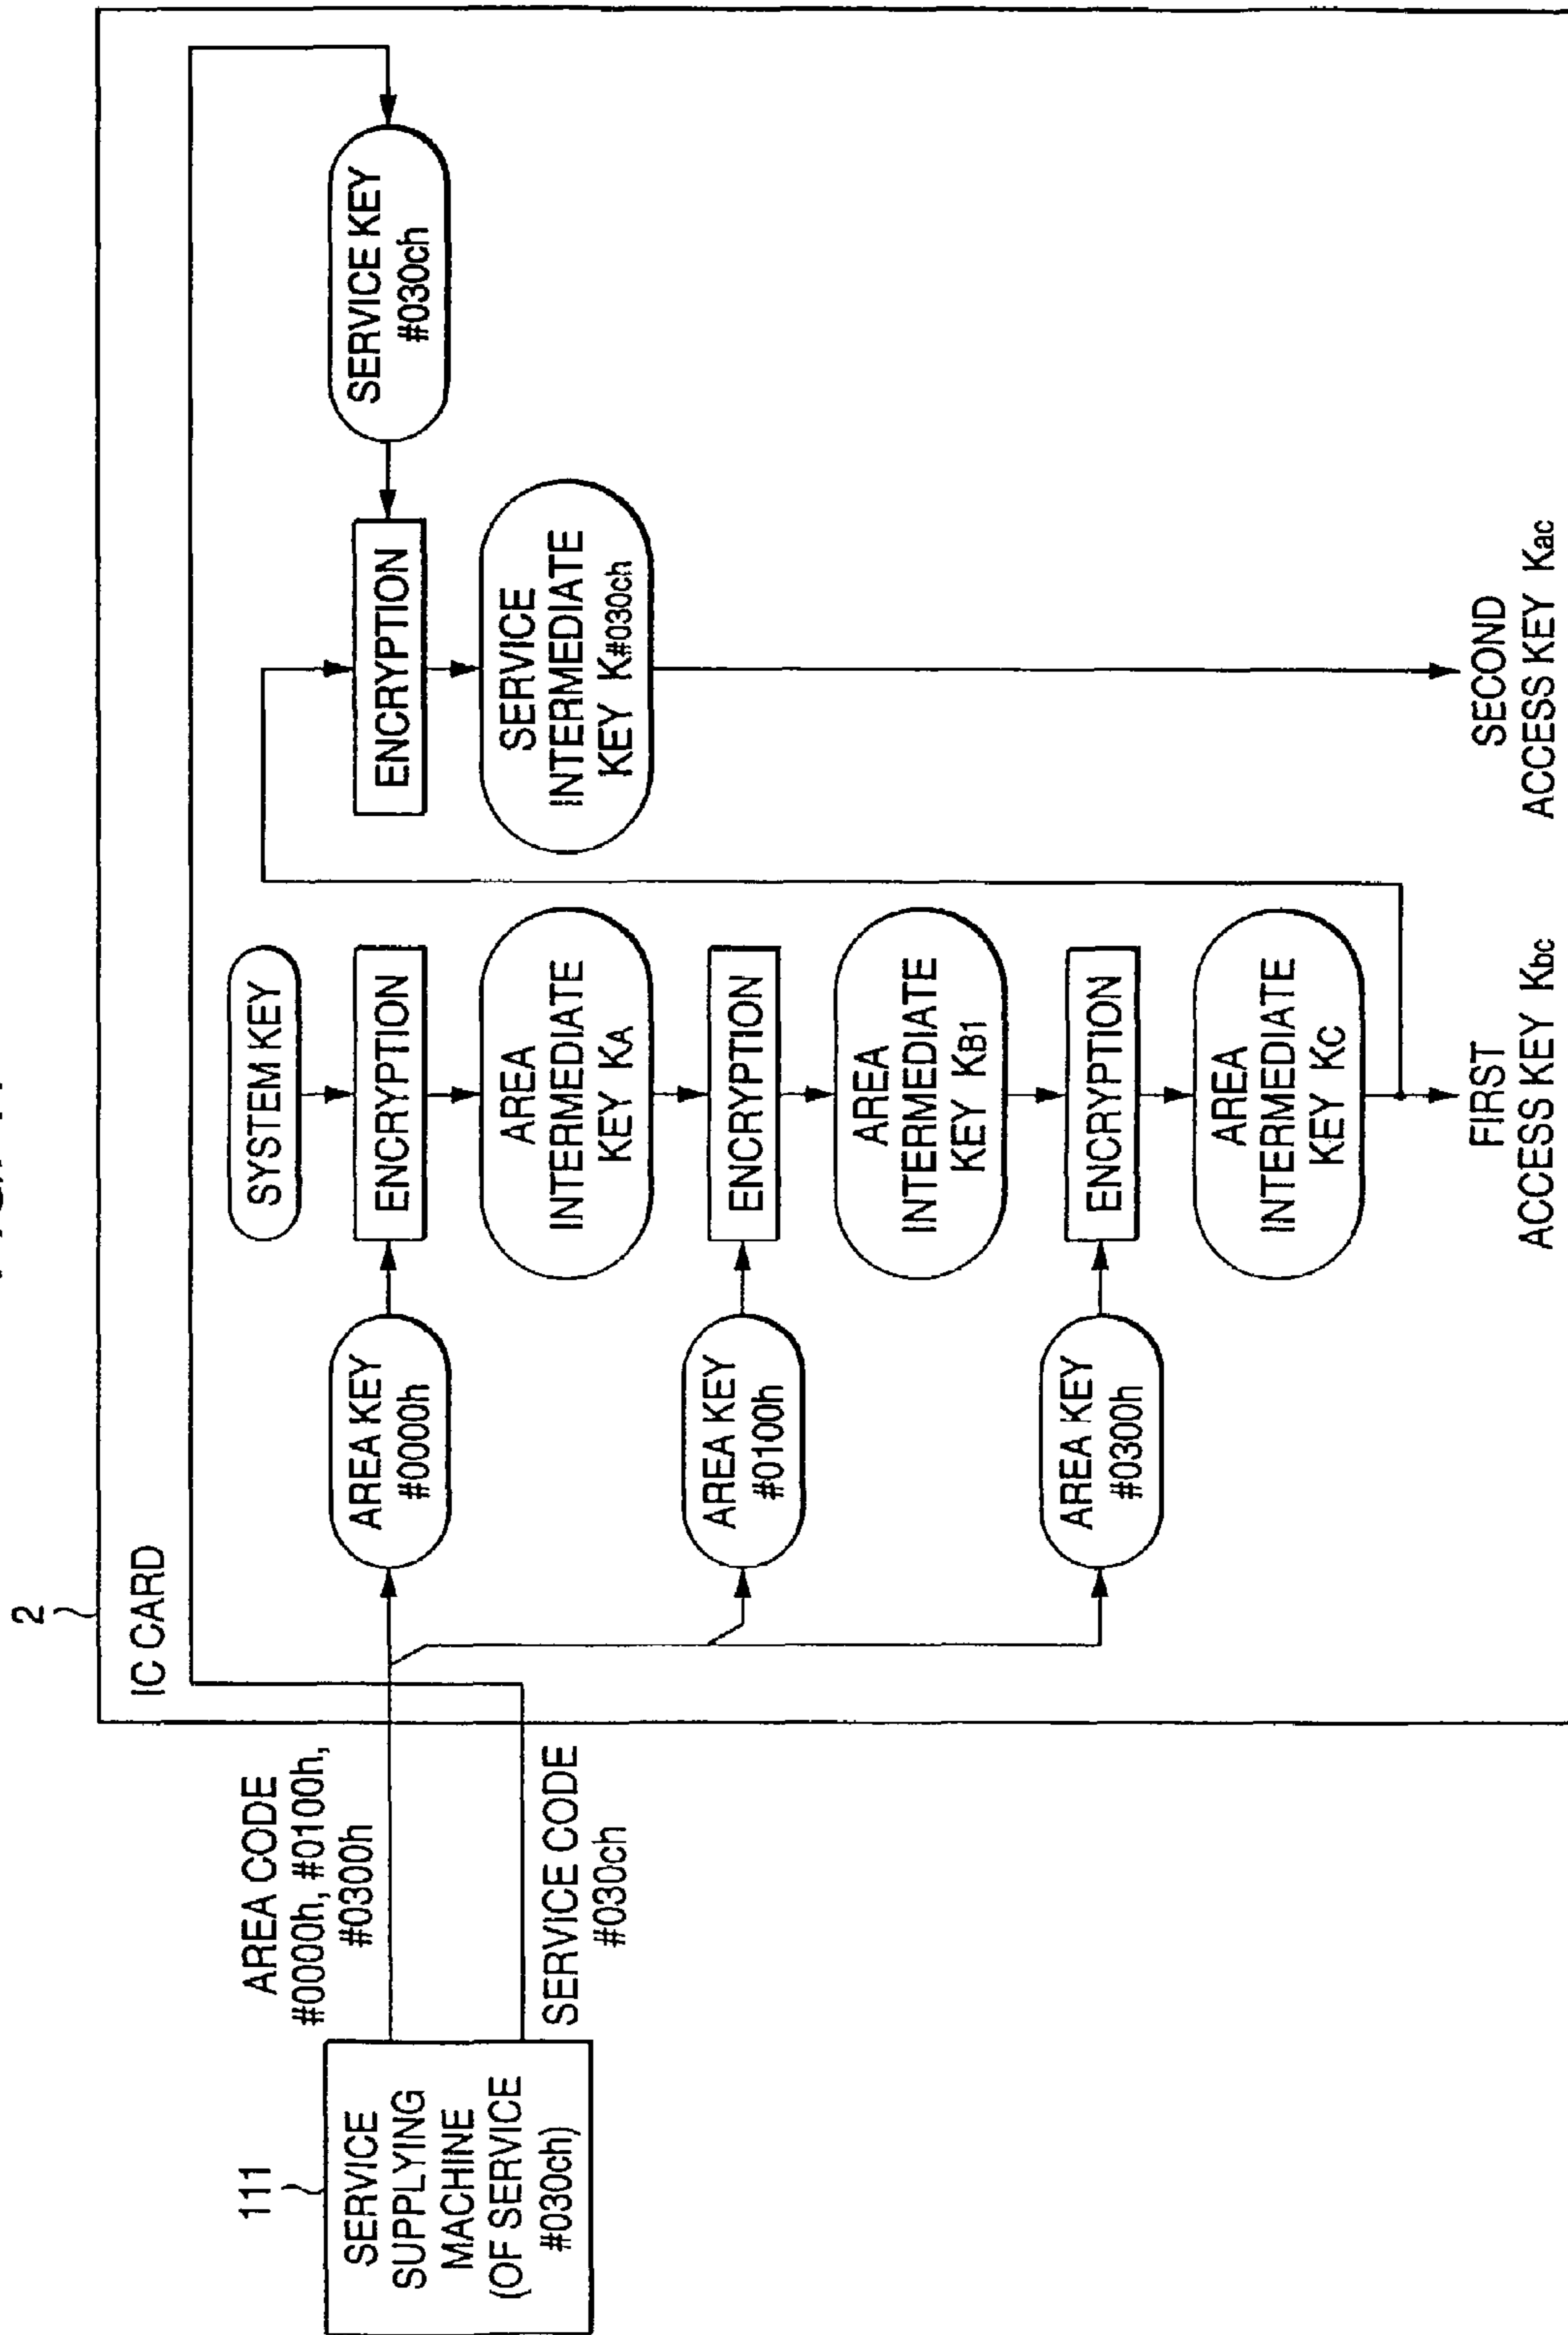 2
IC CARD
111
SERVICE
SUPPLYING
MACHINE
(OF SERVICE
#030ch)
AREA CODE
#0000h, #0100h,
#0300h
SERVICE CODE
#030ch
AREA KEY
#0000h
AREA KEY
#0100h
AREA KEY
#0300h
SYSTEM KEY
ENCRYPTION
AREA
INTERMEDIATE
KEY KA
ENCRYPTION
AREA
INTERMEDIATE
KEY KB1
ENCRYPTION
AREA
INTERMEDIATE
KEY KC
FIRST
ACCESS KEY Kbc
ENCRYPTION
SERVICE
INTERMEDIATE
KEY K#030ch
SECOND
ACCESS KEY Kac
SERVICE KEY
#030ch